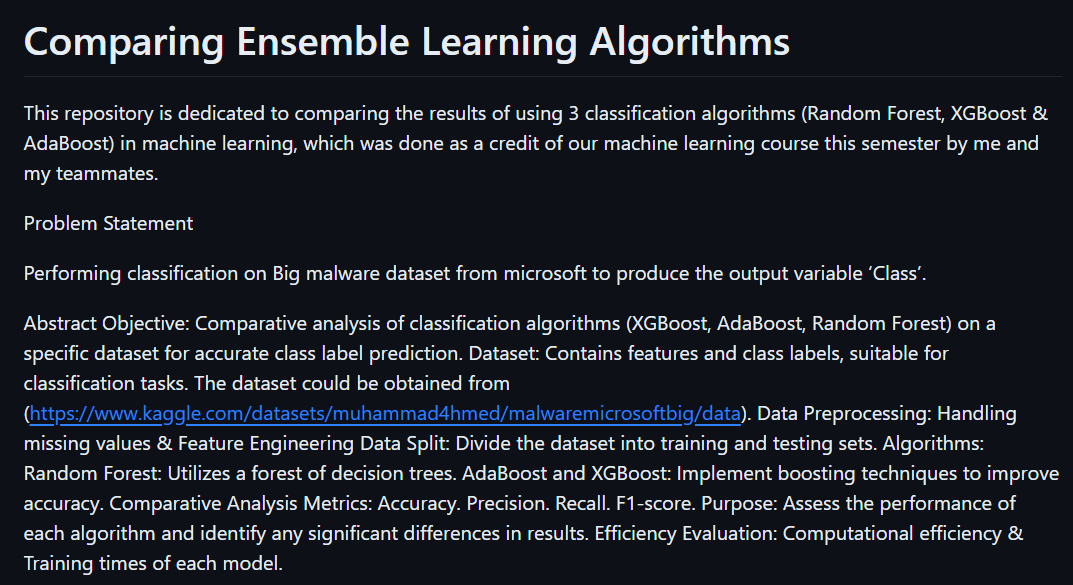 Comparing Ensemble Learning Algorithms
This repository is dedicated to comparing the results of using 3 classification algorithms (Random Forest, XGBoost &
AdaBoost) in machine learning, which was done as a credit of our machine learning course this semester by me and
my teammates.
Problem Statement
Performing classification on Big malware dataset from microsoft to produce the output variable ‘Class’.
Abstract Objective: Comparative analysis of classification algorithms (XGBoost, AdaBoost, Random Forest) on a
specific dataset for accurate class label prediction. Dataset: Contains features and class labels, suitable for
classification tasks. The dataset could be obtained from
(https://www.kaggle.com/datasets/muhammad4hmed/malwaremicrosoftbig/data). Data Preprocessing: Handling
missing values & Feature Engineering Data Split: Divide the dataset into training and testing sets. Algorithms:
Random Forest: Utilizes a forest of decision trees. AdaBoost and XGBoost: Implement boosting techniques to improve
accuracy. Comparative Analysis Metrics: Accuracy. Precision. Recall. F1-score. Purpose: Assess the performance of
each algorithm and identify any significant differences in results. Efficiency Evaluation: Computational efficiency &
Training times of each model.